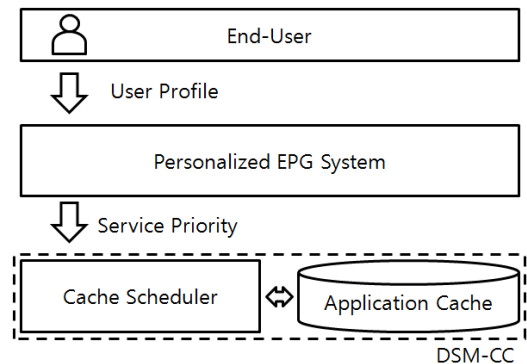 End-User
User Profile
Personalized EPG System
Service Priority
Cache Scheduler
Application Cache
DSM-CC